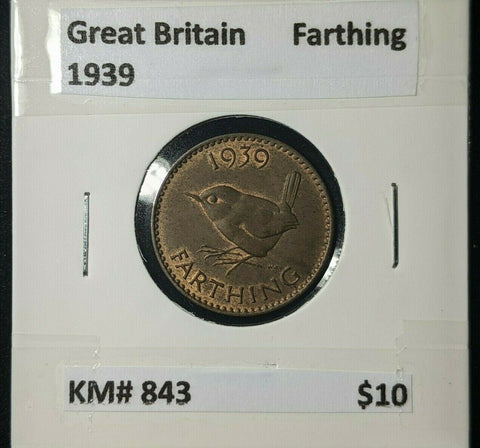 Great Britain Farthing
1939
1939
FARTHING
KM# 843 $10